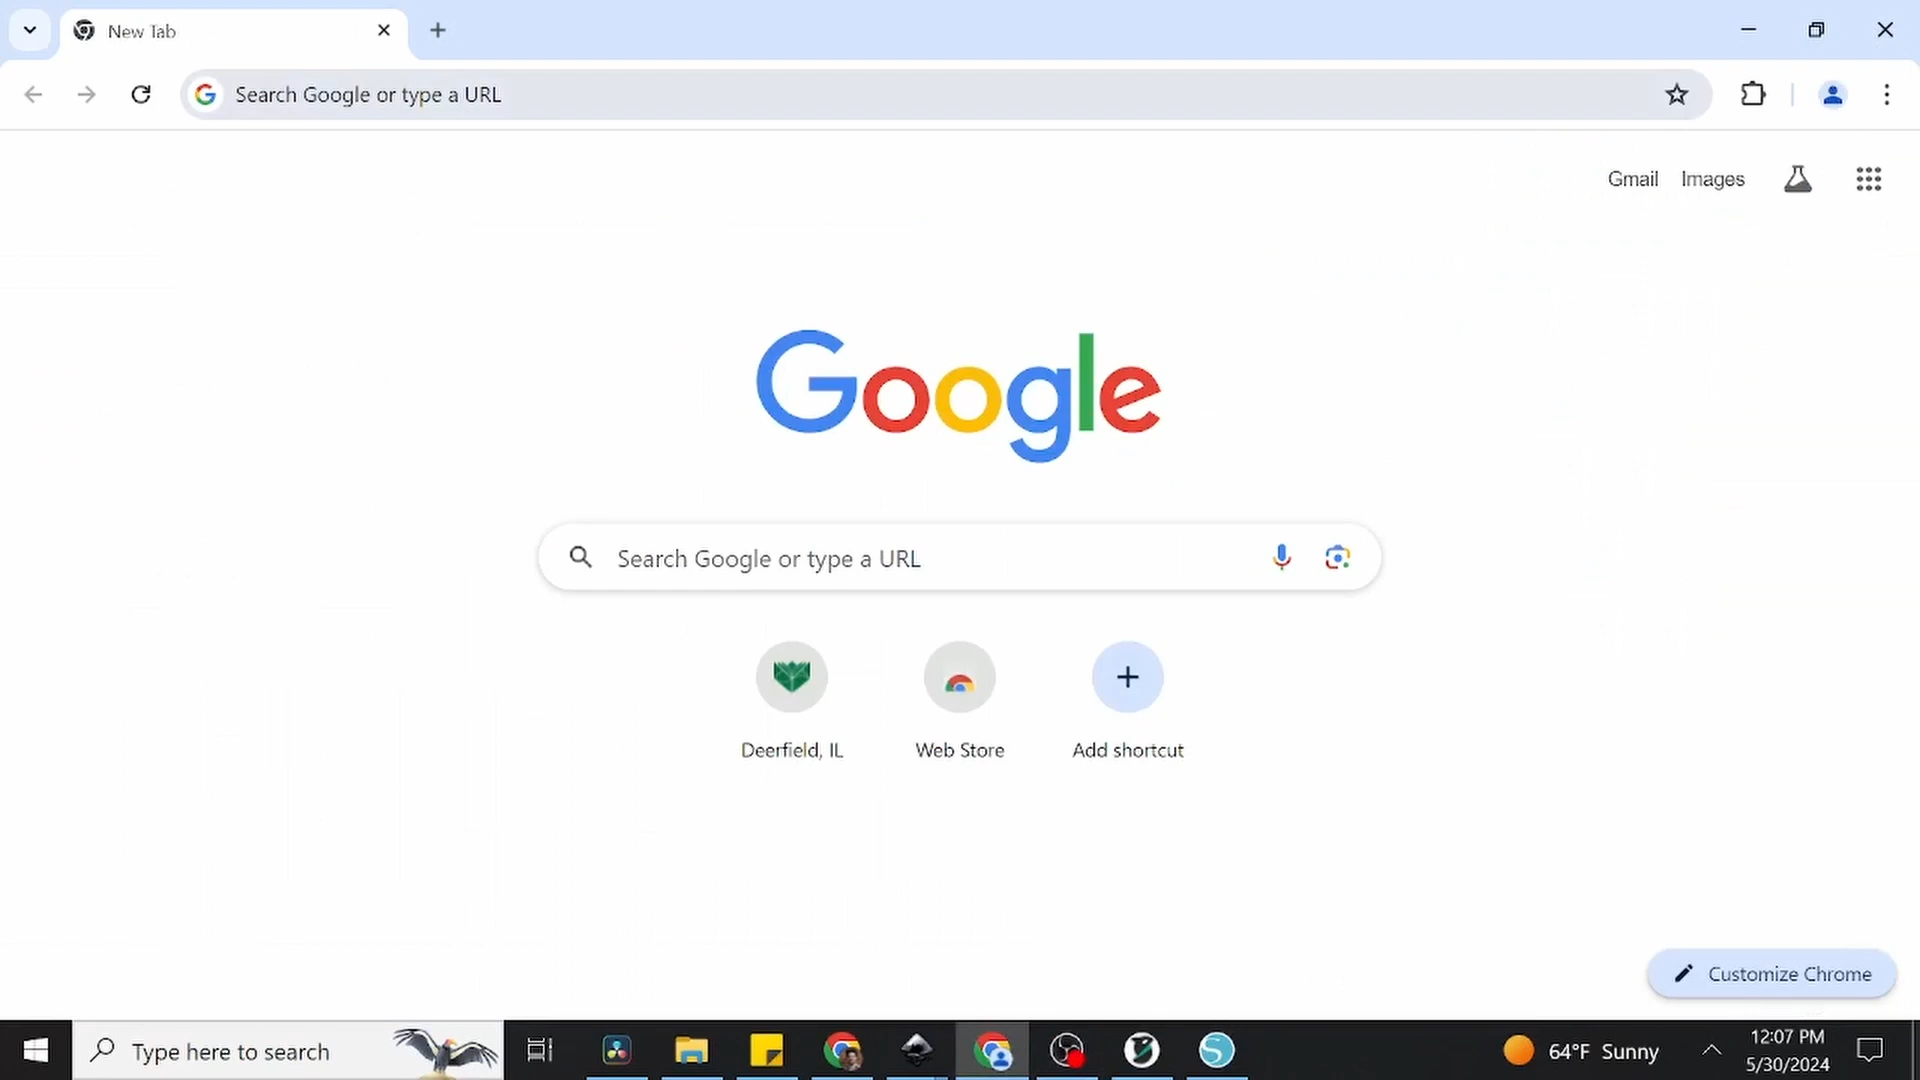 New Tab
Search Google or type a URL
Gmail Images
Google
Search Google or type a URL
Deerfield, IL
Web Store
Add shortcut
Customize Chrome
Type here to search
64°F Sunny
12:07 PM
5/30/2024